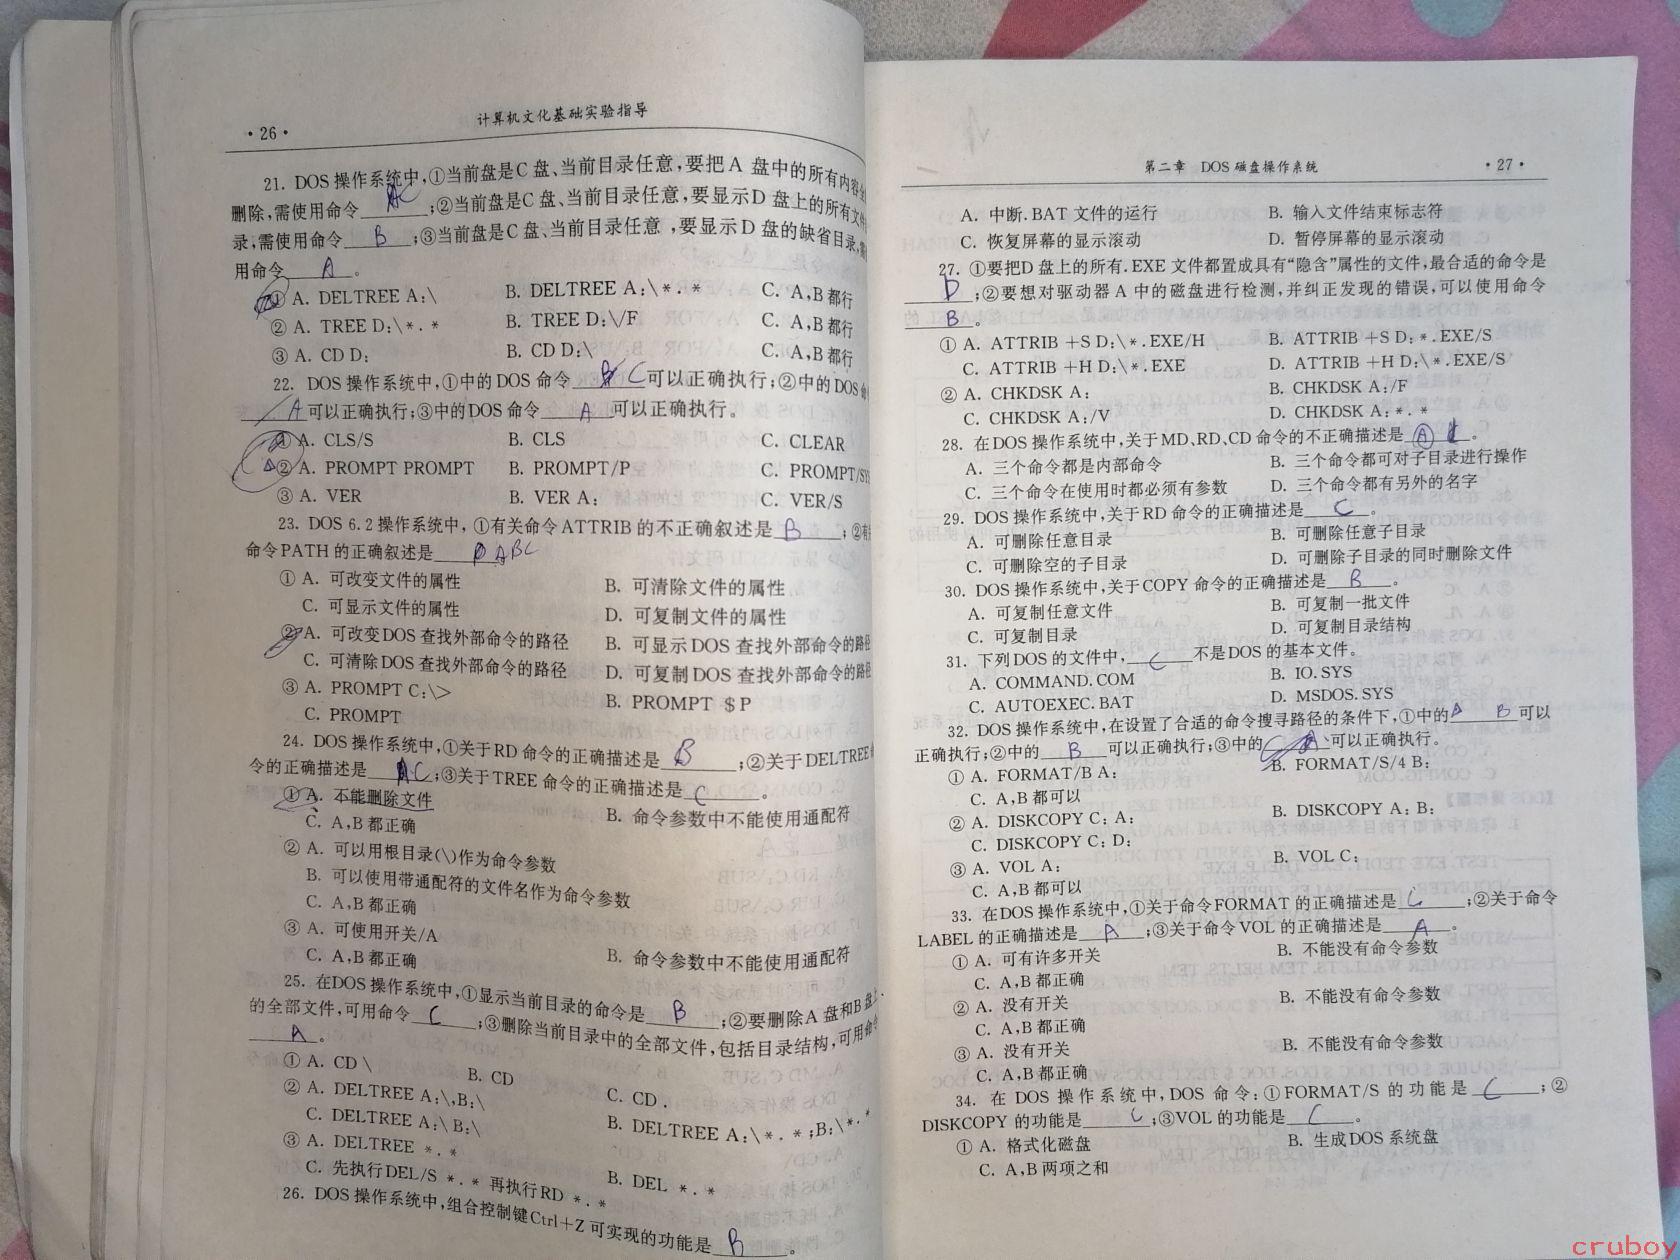 ·26·
计算机文化基础实验指导
21. DOS操作系统中,①当前盘是C盘、当前目录任意,要把A 盘中的所有内容全
删除,需使用命令 AC ;②当前盘是C盘、当前目录任意,要显示D盘上的所有文件
录,需使用命令 B ;③当前盘是C盘、当前目录任意,要显示D盘的缺省目录,需
用命令 A 。
① A. DELTREE A:\ B. DELTREE A:\*.* C. A,B都行
② A. TREE D:\*.* B. TREE D:\/F C. A,B都行
③ A. CD D: B. CD D:\ C. A,B都行
22. DOS操作系统中,①中的DOS命令 C 可以正确执行;②中的DOS命
A 可以正确执行;③中的DOS命令 A 可以正确执行。
① A. CLS/S B. CLS C. CLEAR
② A. PROMPT PROMPT B. PROMPT/P C. PROMPT/SYS
③ A. VER B. VER A: C. VER/S
23. DOS 6.2操作系统中,①有关命令ATTRIB的不正确叙述是 B ;②有
命令PATH的正确叙述是 ABC
① A. 可改变文件的属性 B. 可清除文件的属性
C. 可显示文件的属性 D. 可复制文件的属性
② A. 可改变DOS查找外部命令的路径 B. 可显示DOS查找外部命令的路径
C. 可清除DOS查找外部命令的路径 D. 可复制DOS查找外部命令的路径
③ A. PROMPT C:\> B. PROMPT $P
C. PROMPT
24. DOS操作系统中,①关于RD命令的正确描述是 B ;②关于DELTREE
令的正确描述是 AC ;③关于TREE命令的正确描述是 C 。
① A. 不能删除文件 B. 命令参数中不能使用通配符
C. A,B都正确
② A. 可以用根目录(\)作为命令参数
B. 可以使用带通配符的文件名作为命令参数
C. A,B都正确
③ A. 可使用开关/A B. 命令参数中不能使用通配符
C. A,B都正确
25. 在DOS操作系统中,①显示当前目录的命令是 B ;②要删除A盘和B盘上
的全部文件,可用命令 C ;③删除当前目录中的全部文件,包括目录结构,可用命令
A 。
① A. CD \ B. CD C. CD .
② A. DELTREE A:\,B:\ B. DELTREE A:\*.*;B:\*.*
C. DELTREE A:\ B:\
③ A. DELTREE *.* B. DEL *.*
C. 先执行DEL/S *.* 再执行RD *.*
26. DOS操作系统中,组合控制键Ctrl+Z可实现的功能是 B 。
第二章 DOS磁盘操作系统
·27·
A. 中断.BAT文件的运行 B. 输入文件结束标志符
C. 恢复屏幕的显示滚动 D. 暂停屏幕的显示滚动
27. ①要把D盘上的所有.EXE文件都置成具有“隐含”属性的文件,最合适的命令是
D ;②要想对驱动器A中的磁盘进行检测,并纠正发现的错误,可以使用命令
B 。
① A. ATTRIB +S D:\*.EXE/H B. ATTRIB +S D:*.EXE/S
C. ATTRIB +H D:\*.EXE D. ATTRIB +H D:\*.EXE/S
② A. CHKDSK A: B. CHKDSK A:/F
C. CHKDSK A:/V D. CHKDSK A:*.*
28. 在DOS操作系统中,关于MD、RD、CD命令的不正确描述是 A 。
A. 三个命令都是内部命令 B. 三个命令都可对子目录进行操作
C. 三个命令在使用时都必须有参数 D. 三个命令都有另外的名字
29. DOS操作系统中,关于RD命令的正确描述是 C 。
A. 可删除任意目录 B. 可删除任意子目录
C. 可删除空的子目录 D. 可删除子目录的同时删除文件
30. DOS操作系统中,关于COPY命令的正确描述是 B 。
A. 可复制任意文件 B. 可复制一批文件
C. 可复制目录 D. 可复制目录结构
31. 下列DOS的文件中, C 不是DOS的基本文件。
A. COMMAND.COM B. IO.SYS
C. AUTOEXEC.BAT D. MSDOS.SYS
32. DOS操作系统中,在设置了合适的命令搜寻路径的条件下,①中的 B 可以
正确执行;②中的 B 可以正确执行;③中的 C 可以正确执行。
① A. FORMAT/B A: B. FORMAT/S/4 B:
C. A,B都可以
② A. DISKCOPY C: A: B. DISKCOPY A: B:
C. DISKCOPY C: D:
③ A. VOL A: B. VOL C:
C. A,B都可以
33. 在DOS操作系统中,①关于命令FORMAT的正确描述是 C ;②关于命令
LABEL的正确描述是 A ;③关于命令VOL的正确描述是 A 。
① A. 可有许多开关 B. 不能没有命令参数
C. A,B都正确
② A. 没有开关 B. 不能没有命令参数
C. A,B都正确
③ A. 没有开关 B. 不能没有命令参数
C. A,B都正确
34. 在DOS操作系统中,DOS命令:①FORMAT/S的功能是 C ;②
DISKCOPY的功能是 C ;③VOL的功能是 C 。
① A. 格式化磁盘 B. 生成DOS系统盘
C. A,B两项之和
cruboy